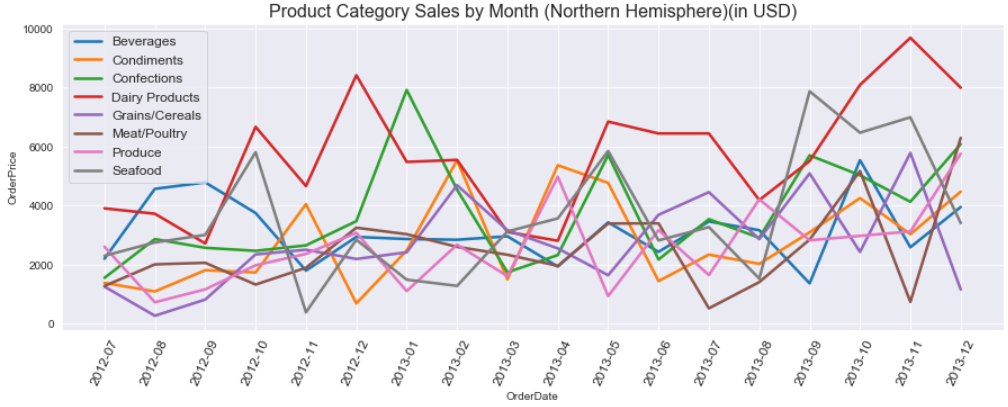 Product Category Sales by Month (Northern Hemisphere)(in USD)
10000
8000
6000
4000
2000
0
OrderPrice
Beverages
Condiments
Confections
Dairy Products
Grains/Cereals
Meat/Poultry
Produce
Seafood
2012-07
2012-08
2012-09
2012-10
2012-11
2012-12
2013-01
2013-02
2013-03
2013-04
2013-05
2013-06
2013-07
2013-08
2013-09
2013-10
2013-11
2013-12
OrderDate